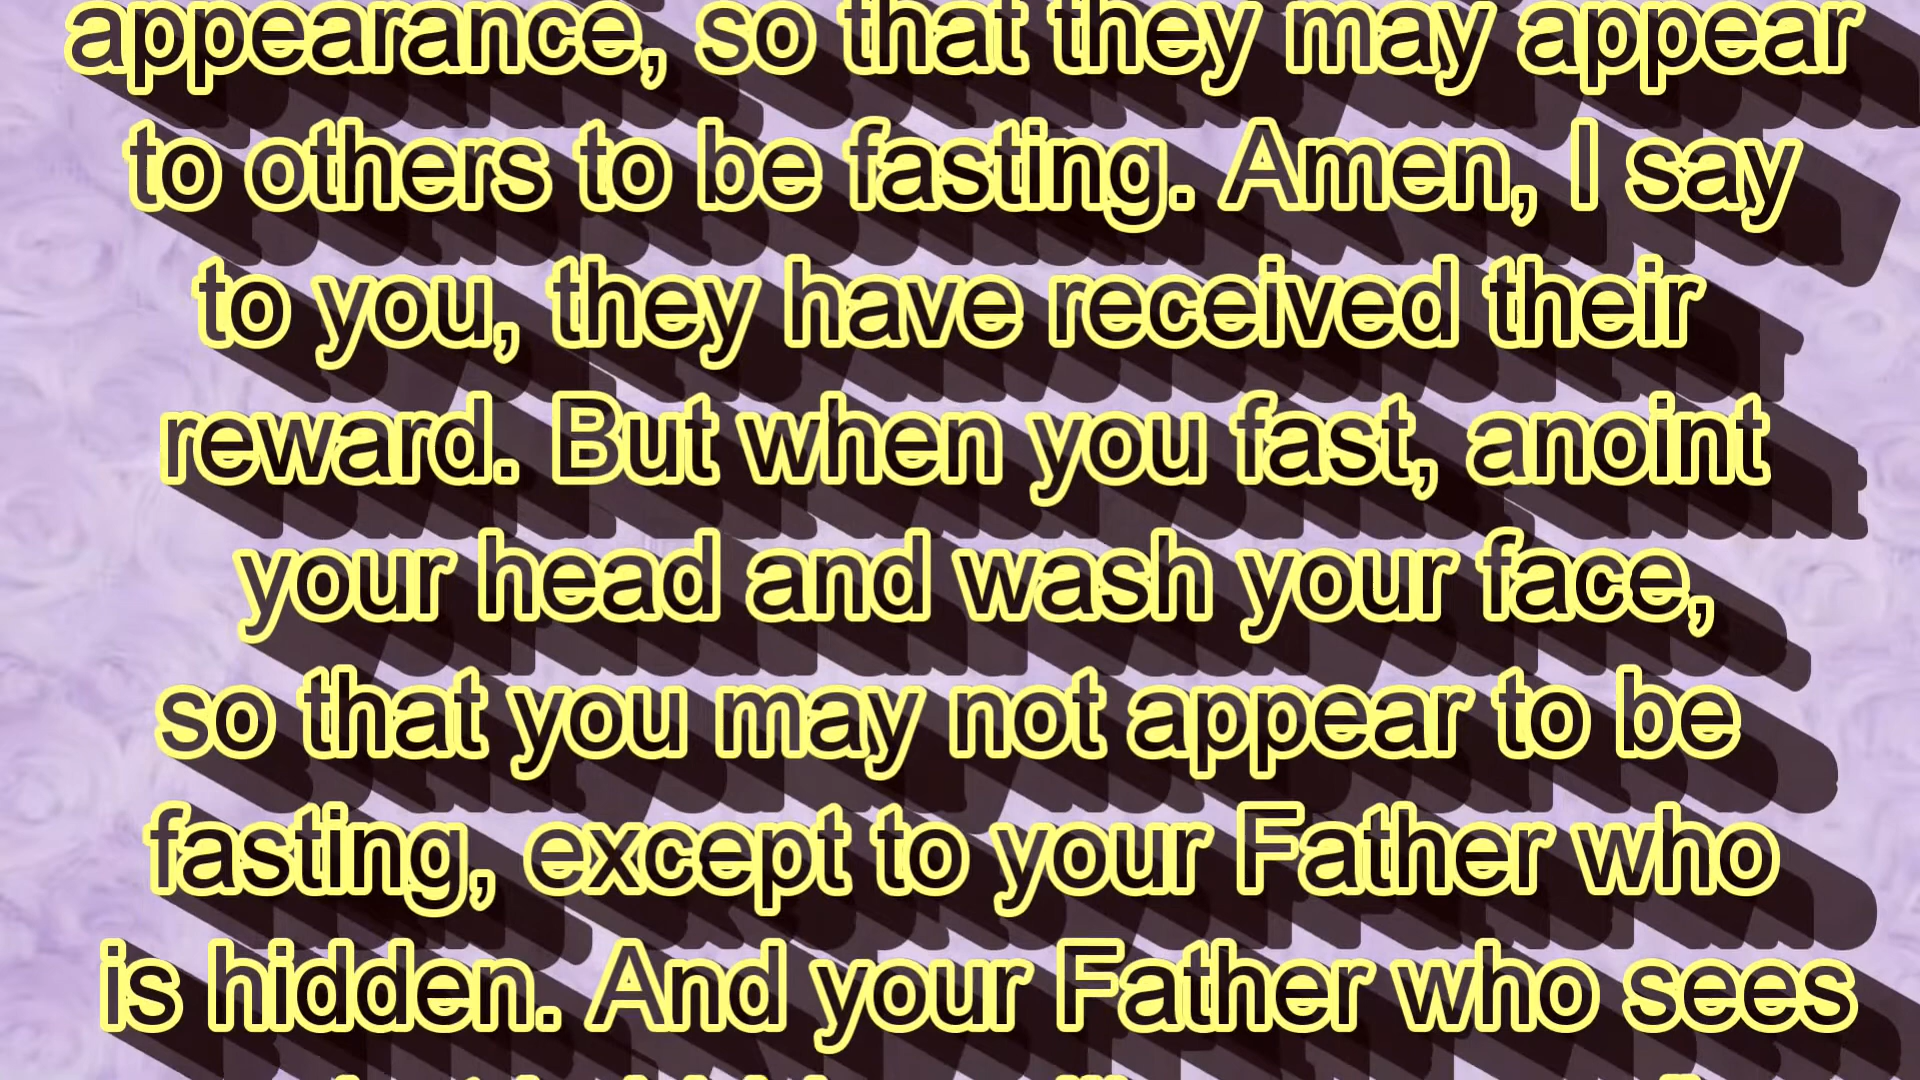 appearance, so that they may appear
to others to be fasting. Amen, I say
to you, they have received their
reward. But when you fast, anoint
your head and wash your face,
so that you may not appear to be
fasting, except to your Father who
is hidden. And your Father who sees